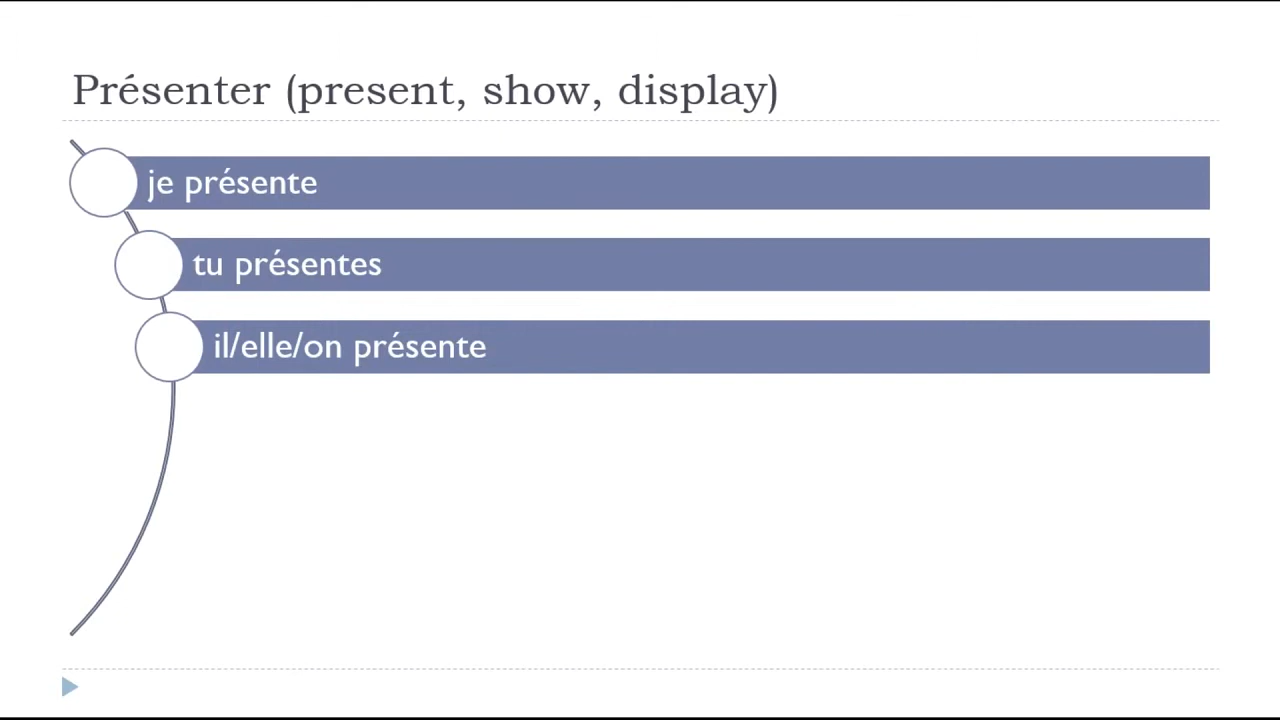 Présenter (present, show, display)
je présente
tu présentes
il/elle/on présente